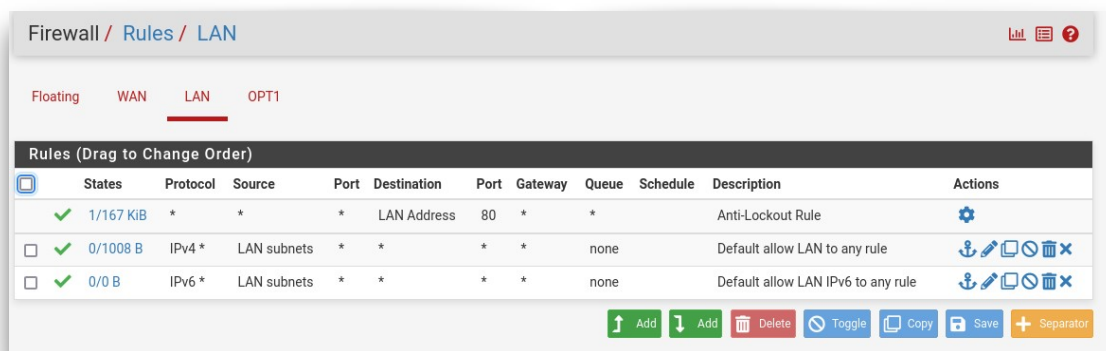 Firewall / Rules / LAN
Floating WAN LAN OPT1
Rules (Drag to Change Order)
States Protocol Source Port Destination Port Gateway Queue Schedule Description Actions
1/167 KiB * * * LAN Address 80 * * Anti-Lockout Rule
0/1008 B IPv4 * LAN subnets * * * * none Default allow LAN to any rule
0/0 B IPv6 * LAN subnets * * * * none Default allow LAN IPv6 to any rule
Add Add Delete Toggle Copy Save Separator